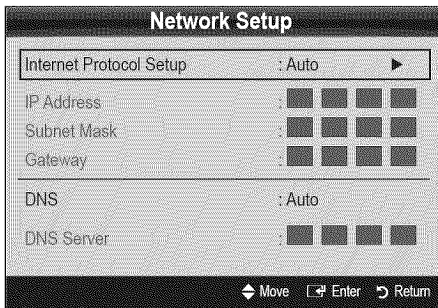 Network Setup
Internet Protocol Setup : Auto ▶
IP Address :
Subnet Mask :
Gateway :
DNS : Auto
DNS Server :
Move Enter Return